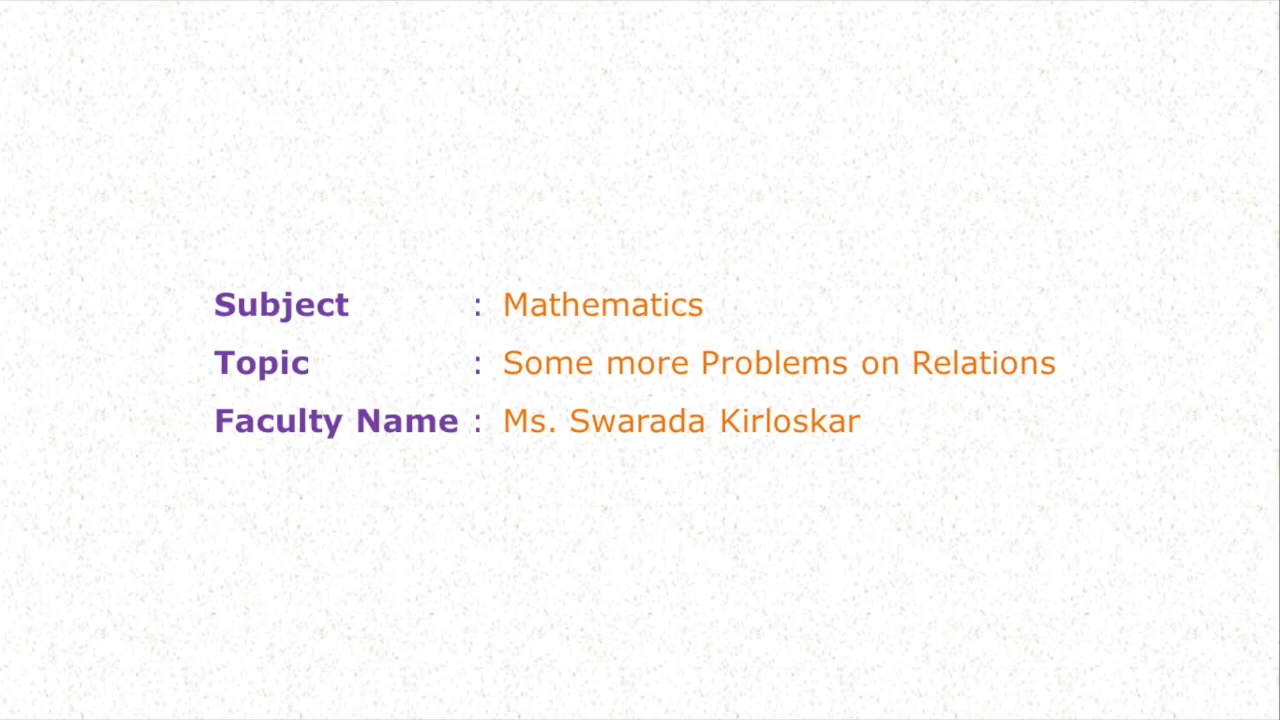 Subject : Mathematics
Topic : Some more Problems on Relations
Faculty Name : Ms. Swarada Kirloskar